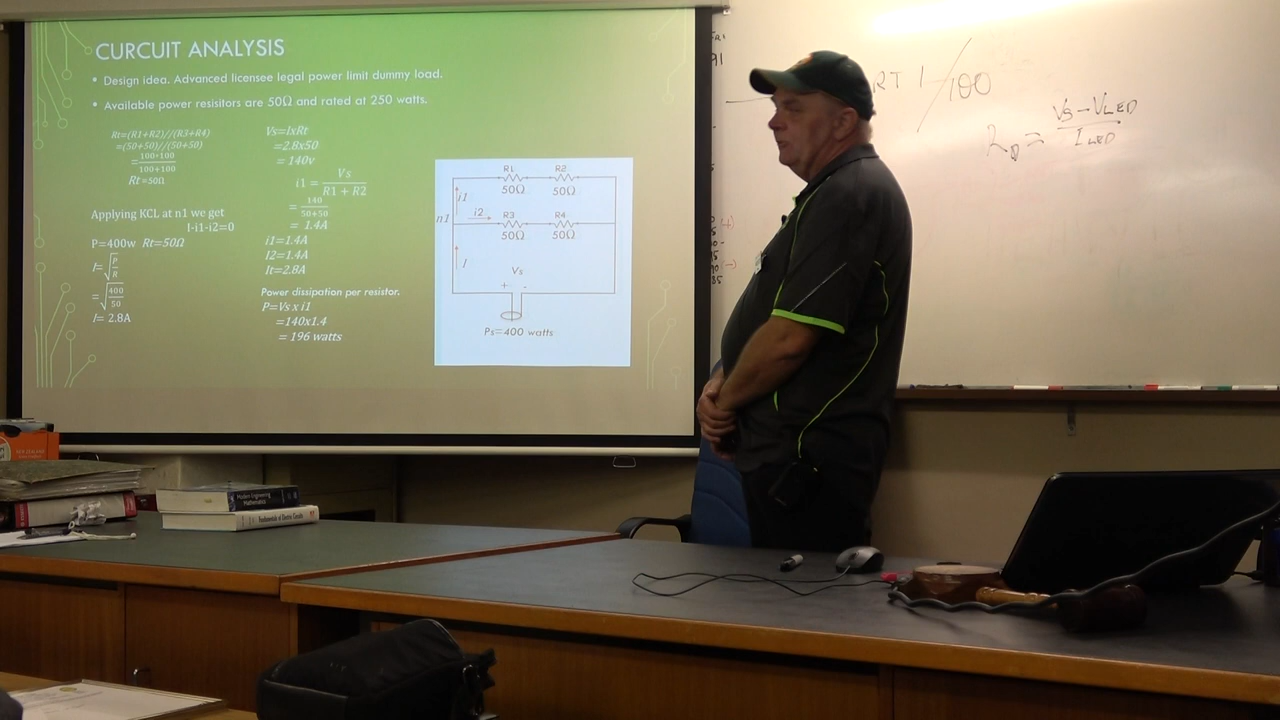 CURCUIT ANALYSIS
• Design idea. Advanced licensee legal power limit dummy load.
• Available power resisitors are 50Ω and rated at 250 watts.
Rt=(R1+R2)//(R3+R4)
=(50+50)//(50+50)
=100*100/100+100
Rt=50Ω
Applying KCL at n1 we get
I-i1-i2=0
P=400w Rt=50Ω
I=√P/R
=√400/50
I= 2.8A
Vs=IxRt
=2.8x50
= 140v
i1 = Vs/R1 + R2
= 140/50+50
= 1.4A
i1=1.4A
I2=1.4A
It=2.8A
Power dissipation per resistor.
P=Vs x i1
=140x1.4
= 196 watts
R1 R2
50Ω 50Ω
i1
n1 i2 R3 R4
50Ω 50Ω
I
Vs
+ -
Ps=400 watts
RT 1/100
Vs - VLED
I LED
Modern Engineering
Mathematics
Fundamentals of Electric Circuits
NEW ZEALAND